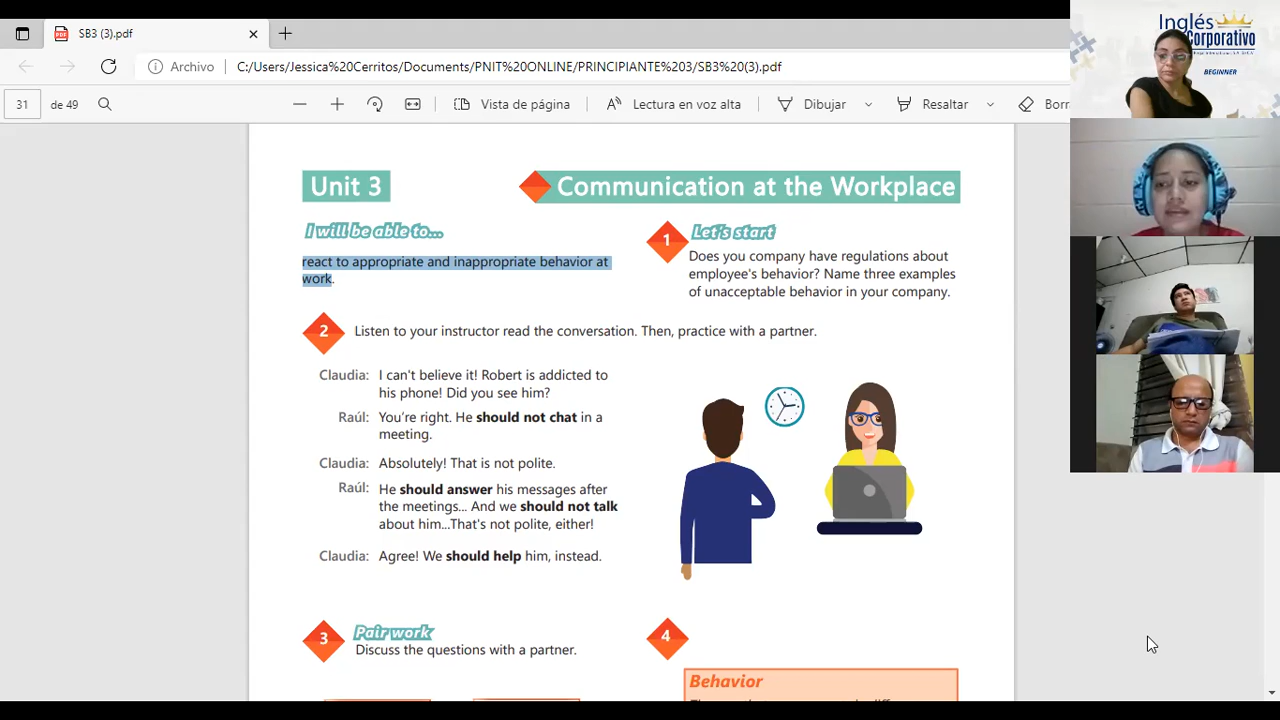 SB3 (3).pdf
Archivo
C:/Users/Jessica%20Cerritos/Documents/PNIT%20ONLINE/PRINCIPIANTE%203/SB3%20(3).pdf
31
de 49
Vista de página
Lectura en voz alta
Dibujar
Resaltar
Borr
Inglés
Corporativo
BEGINNER
Unit 3
Communication at the Workplace
I will be able to...
react to appropriate and inappropriate behavior at
work.
1
Let's start
Does you company have regulations about
employee's behavior? Name three examples
of unacceptable behavior in your company.
2
Listen to your instructor read the conversation. Then, practice with a partner.
Claudia: I can't believe it! Robert is addicted to
his phone! Did you see him?
Raúl: You're right. He should not chat in a
meeting.
Claudia: Absolutely! That is not polite.
Raúl: He should answer his messages after
the meetings... And we should not talk
about him...That's not polite, either!
Claudia: Agree! We should help him, instead.
3
Pair work
Discuss the questions with a partner.
4
Behavior